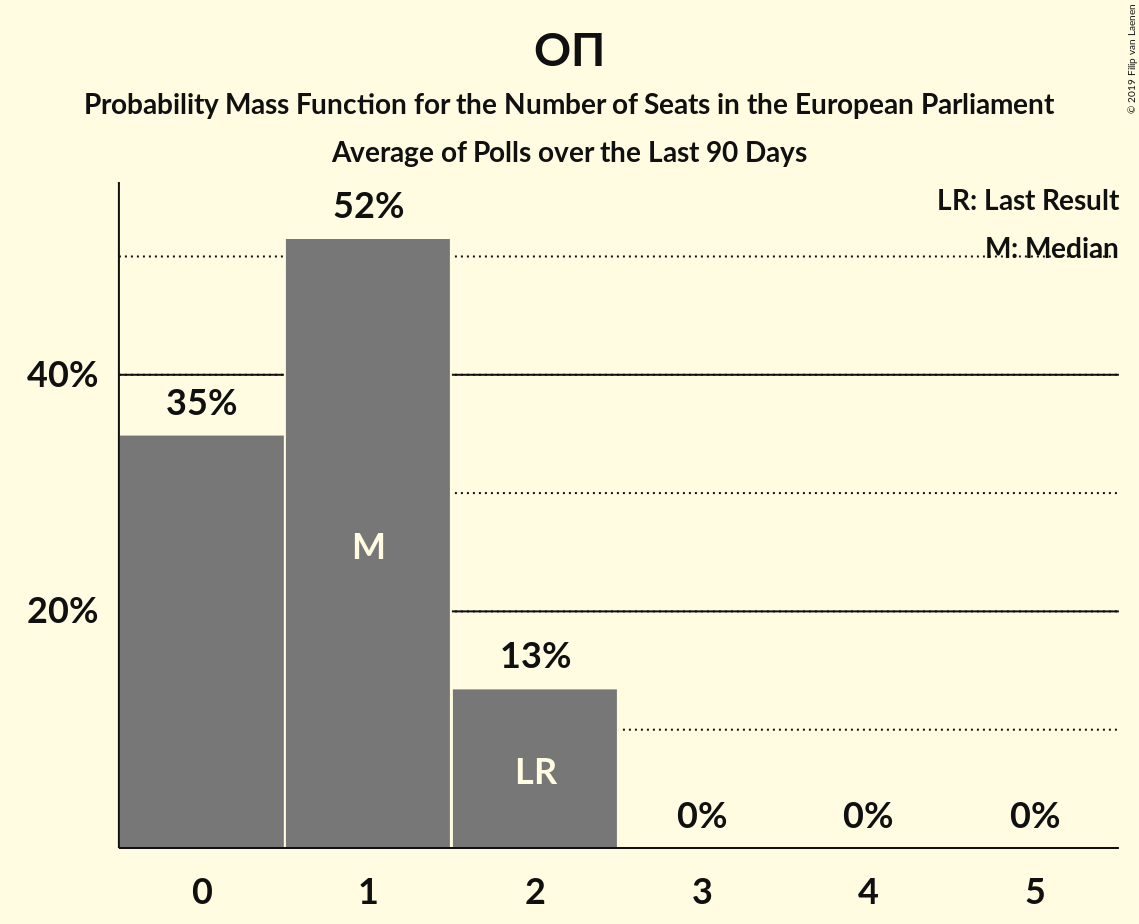 ОП
Probability Mass Function for the Number of Seats in the European Parliament
Average of Polls over the Last 90 Days
© 2019 Filip van Laenen
LR: Last Result
M: Median
52%
40%
35%
M
20%
13%
LR
0% 0% 0%
0 1 2 3 4 5